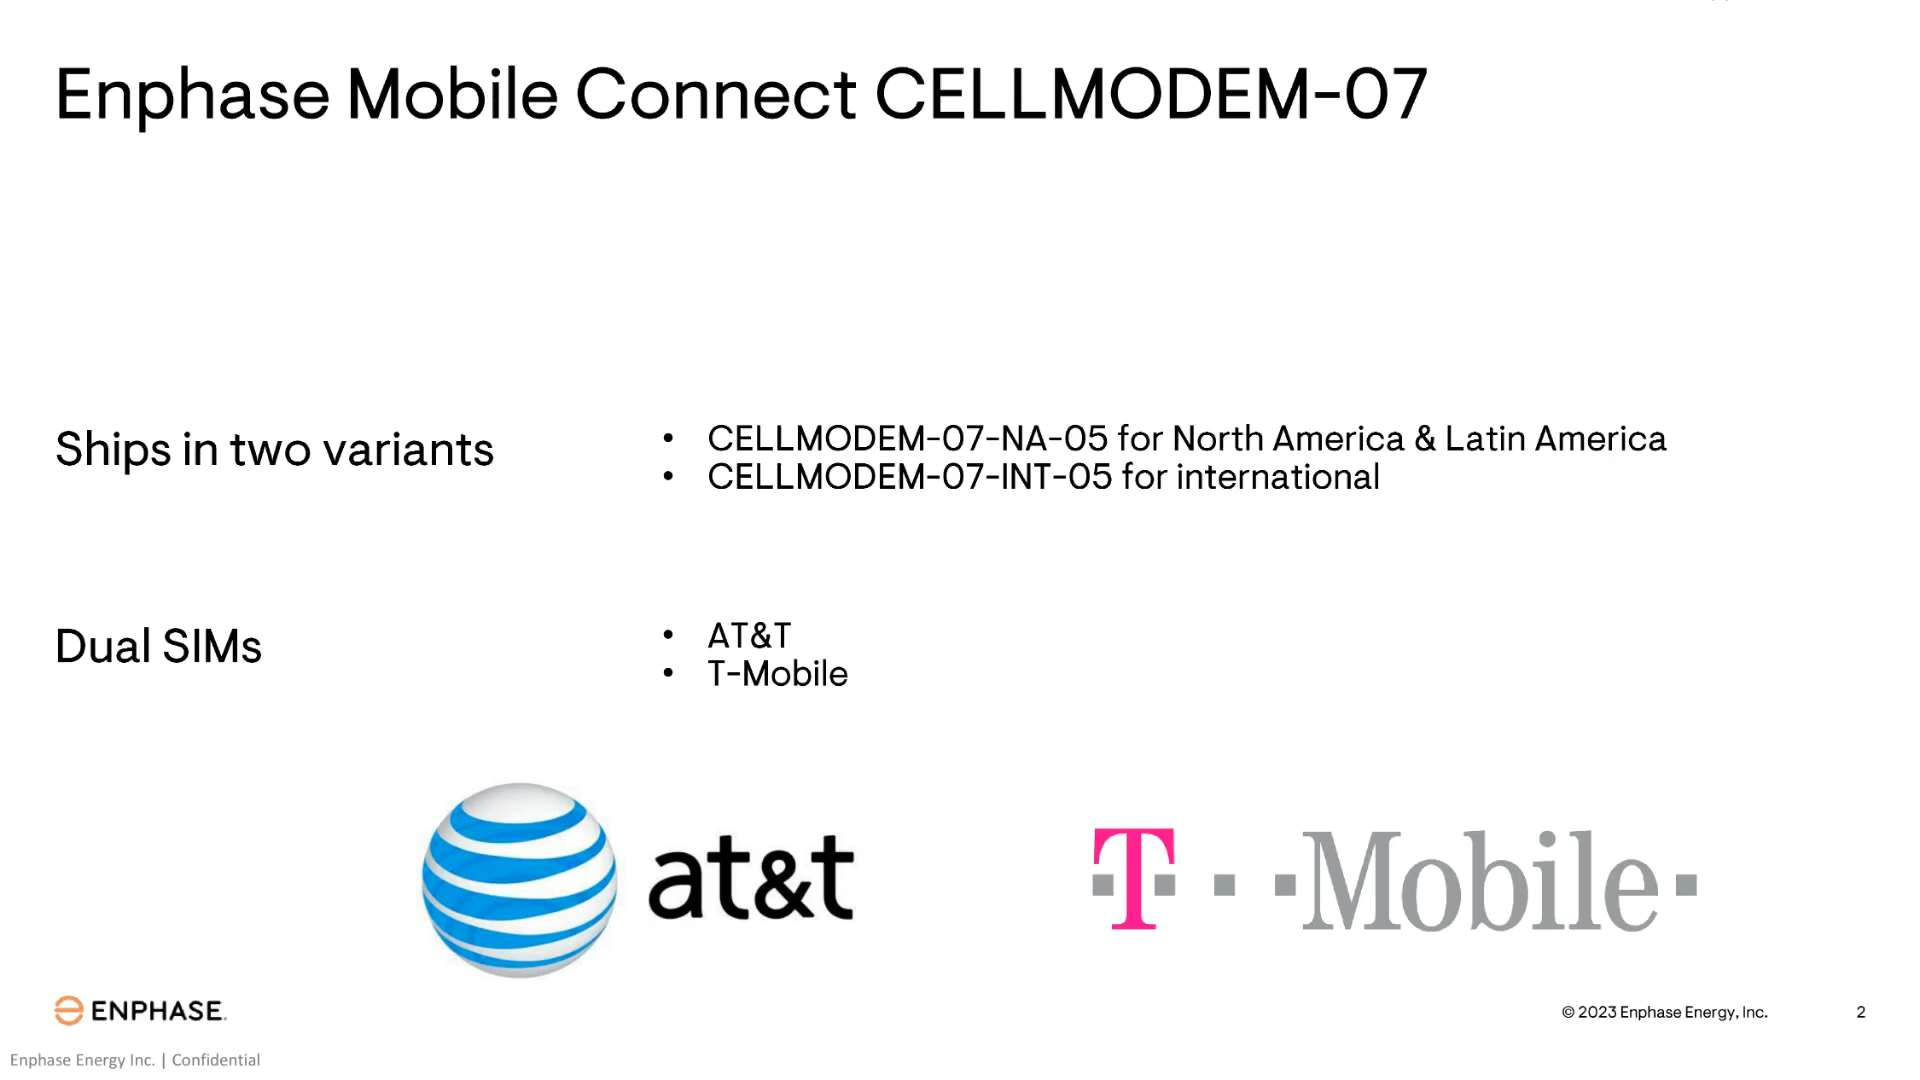 Enphase Mobile Connect CELLMODEM-07
Ships in two variants
• CELLMODEM-07-NA-05 for North America & Latin America
• CELLMODEM-07-INT-05 for international
Dual SIMs
• AT&T
• T-Mobile
at&t
T··Mobile·
ENPHASE.
© 2023 Enphase Energy, Inc. 2
Enphase Energy Inc. | Confidential